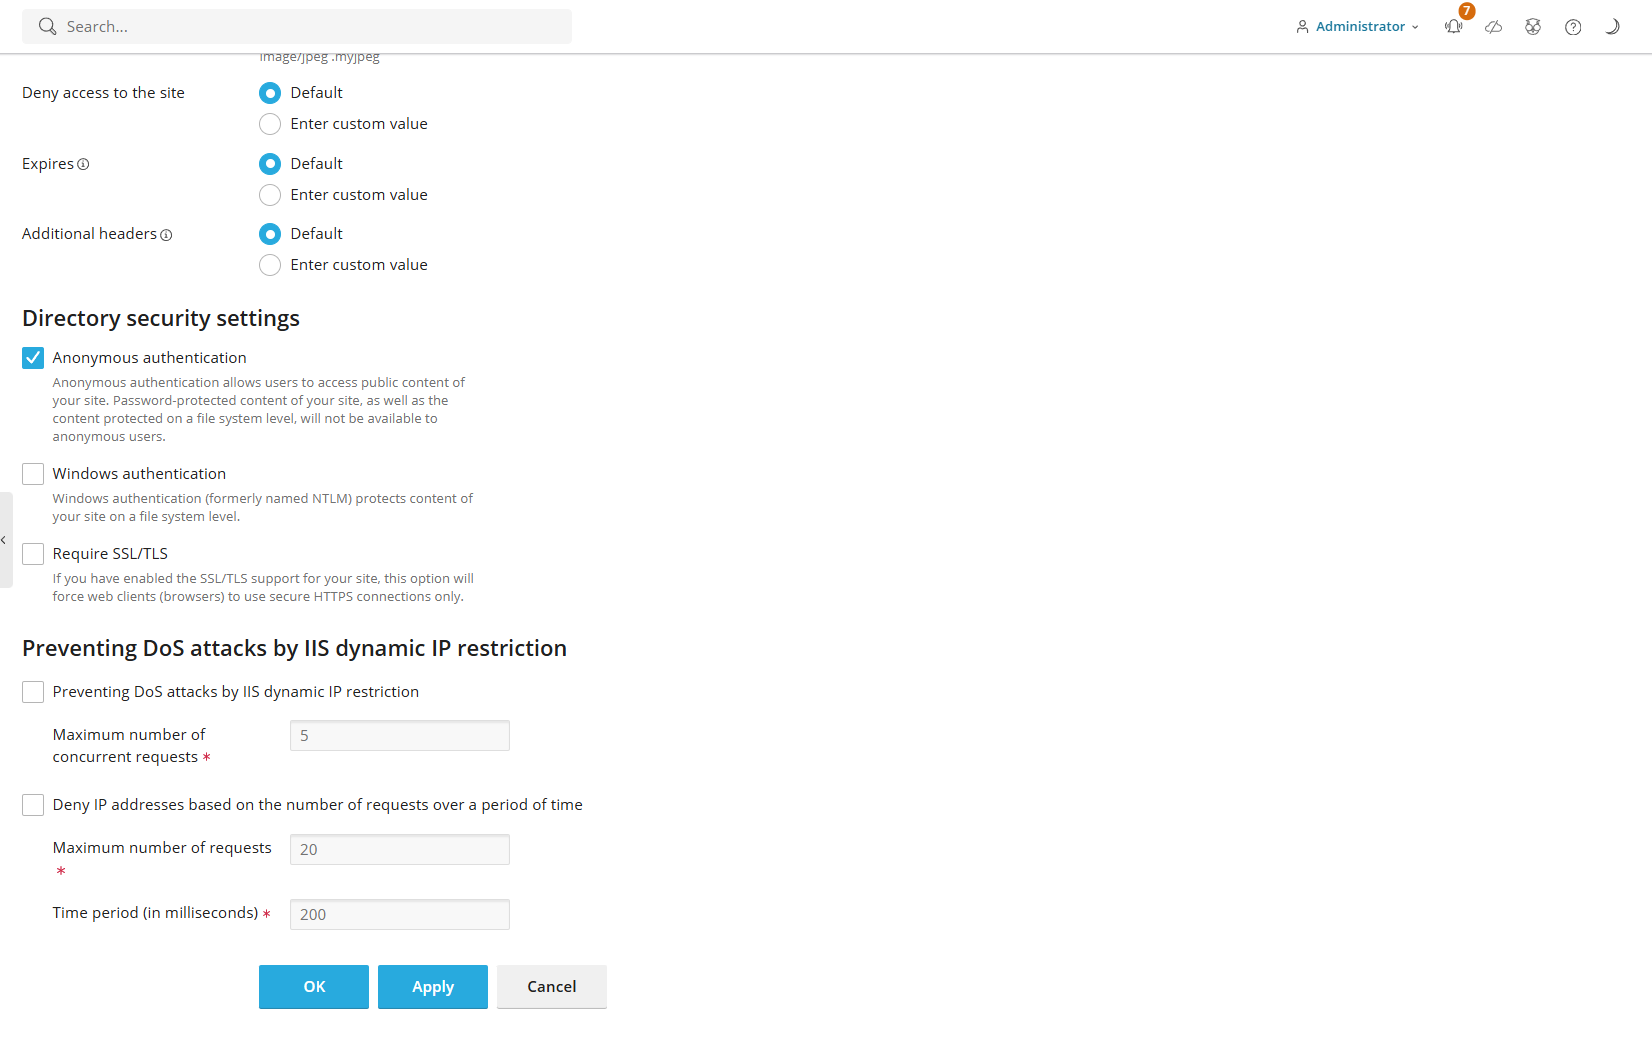 Search...
Administrator
7
image/jpeg .myjpeg
Deny access to the site
Default
Enter custom value
Expires
Default
Enter custom value
Additional headers
Default
Enter custom value
Directory security settings
Anonymous authentication
Anonymous authentication allows users to access public content of
your site. Password-protected content of your site, as well as the
content protected on a file system level, will not be available to
anonymous users.
Windows authentication
Windows authentication (formerly named NTLM) protects content of
your site on a file system level.
Require SSL/TLS
If you have enabled the SSL/TLS support for your site, this option will
force web clients (browsers) to use secure HTTPS connections only.
Preventing DoS attacks by IIS dynamic IP restriction
Preventing DoS attacks by IIS dynamic IP restriction
Maximum number of
concurrent requests *
5
Deny IP addresses based on the number of requests over a period of time
Maximum number of requests
*
20
Time period (in milliseconds) *
200
OK
Apply
Cancel